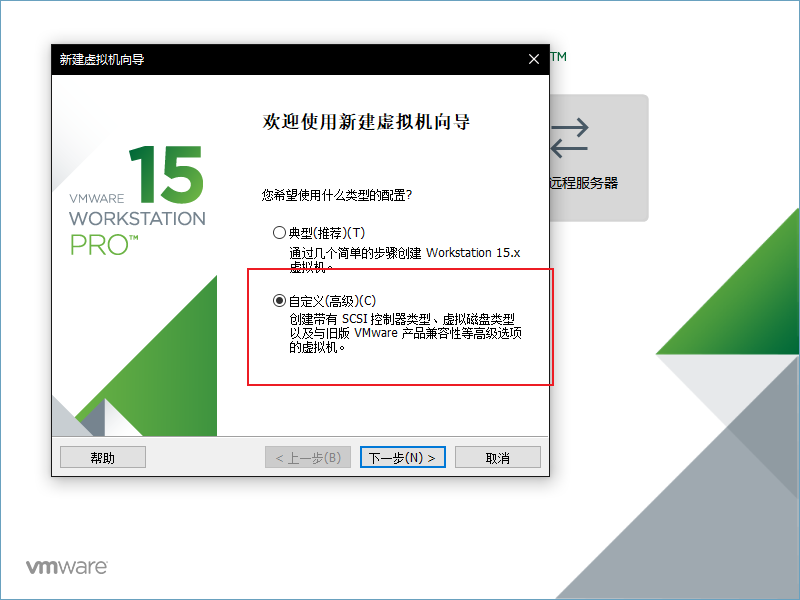 新建虚拟机向导
TM
欢迎使用新建虚拟机向导
15
VMWARE
WORKSTATION
PRO™
您希望使用什么类型的配置?
典型(推荐)(T)
通过几个简单的步骤创建 Workstation 15.x
虚拟机。
自定义(高级)(C)
创建带有 SCSI 控制器类型、虚拟磁盘类型
以及与旧版 VMware 产品兼容性等高级选项
的虚拟机。
远程服务器
帮助
< 上一步(B)
下一步(N) >
取消
vmware